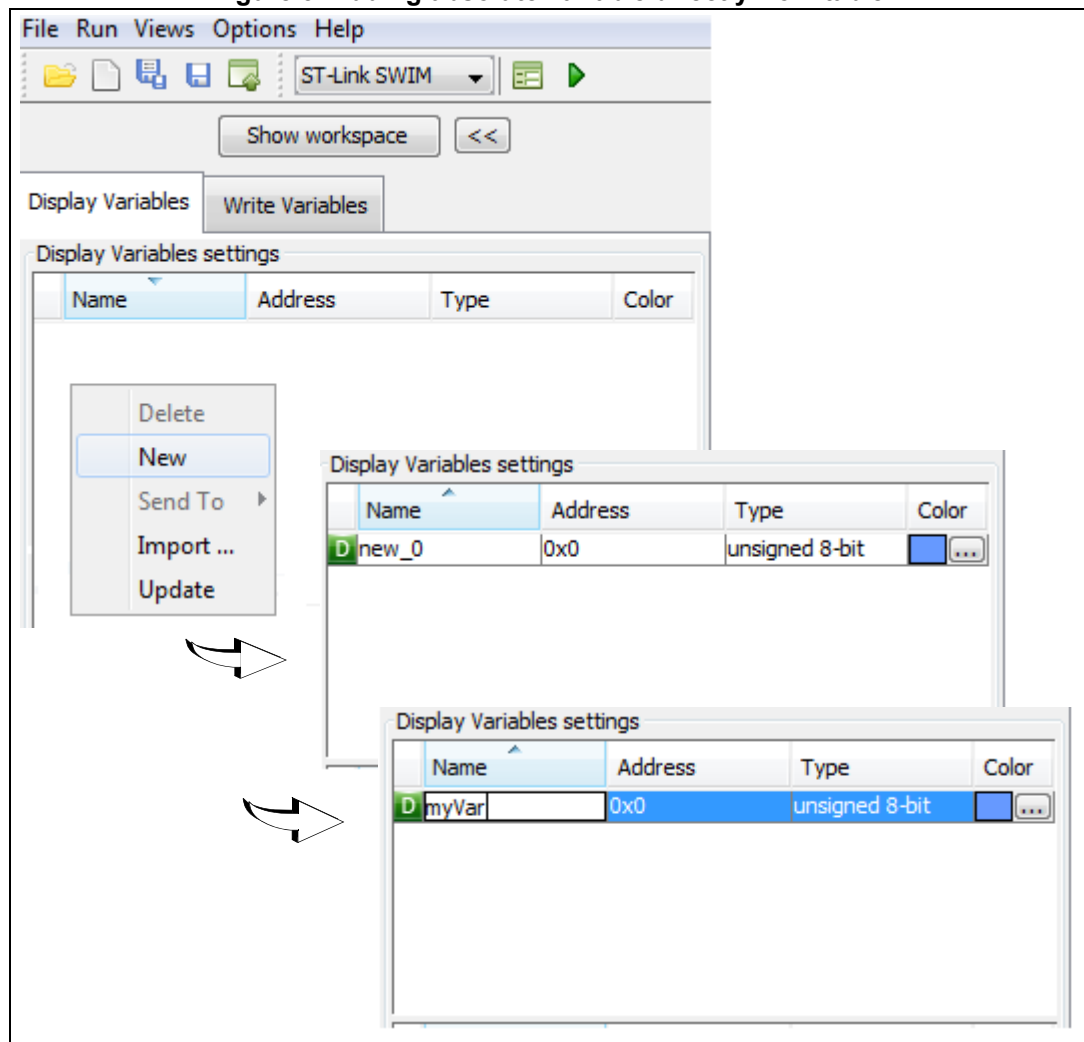 File Run Views Options Help
ST-Link SWIM
Show workspace <<
Display Variables Write Variables
Display Variables settings
Name Address Type Color
Delete
New
Send To
Import ...
Update
Display Variables settings
Name Address Type Color
D new_0 0x0 unsigned 8-bit ...
Display Variables settings
Name Address Type Color
D myVar 0x0 unsigned 8-bit ...